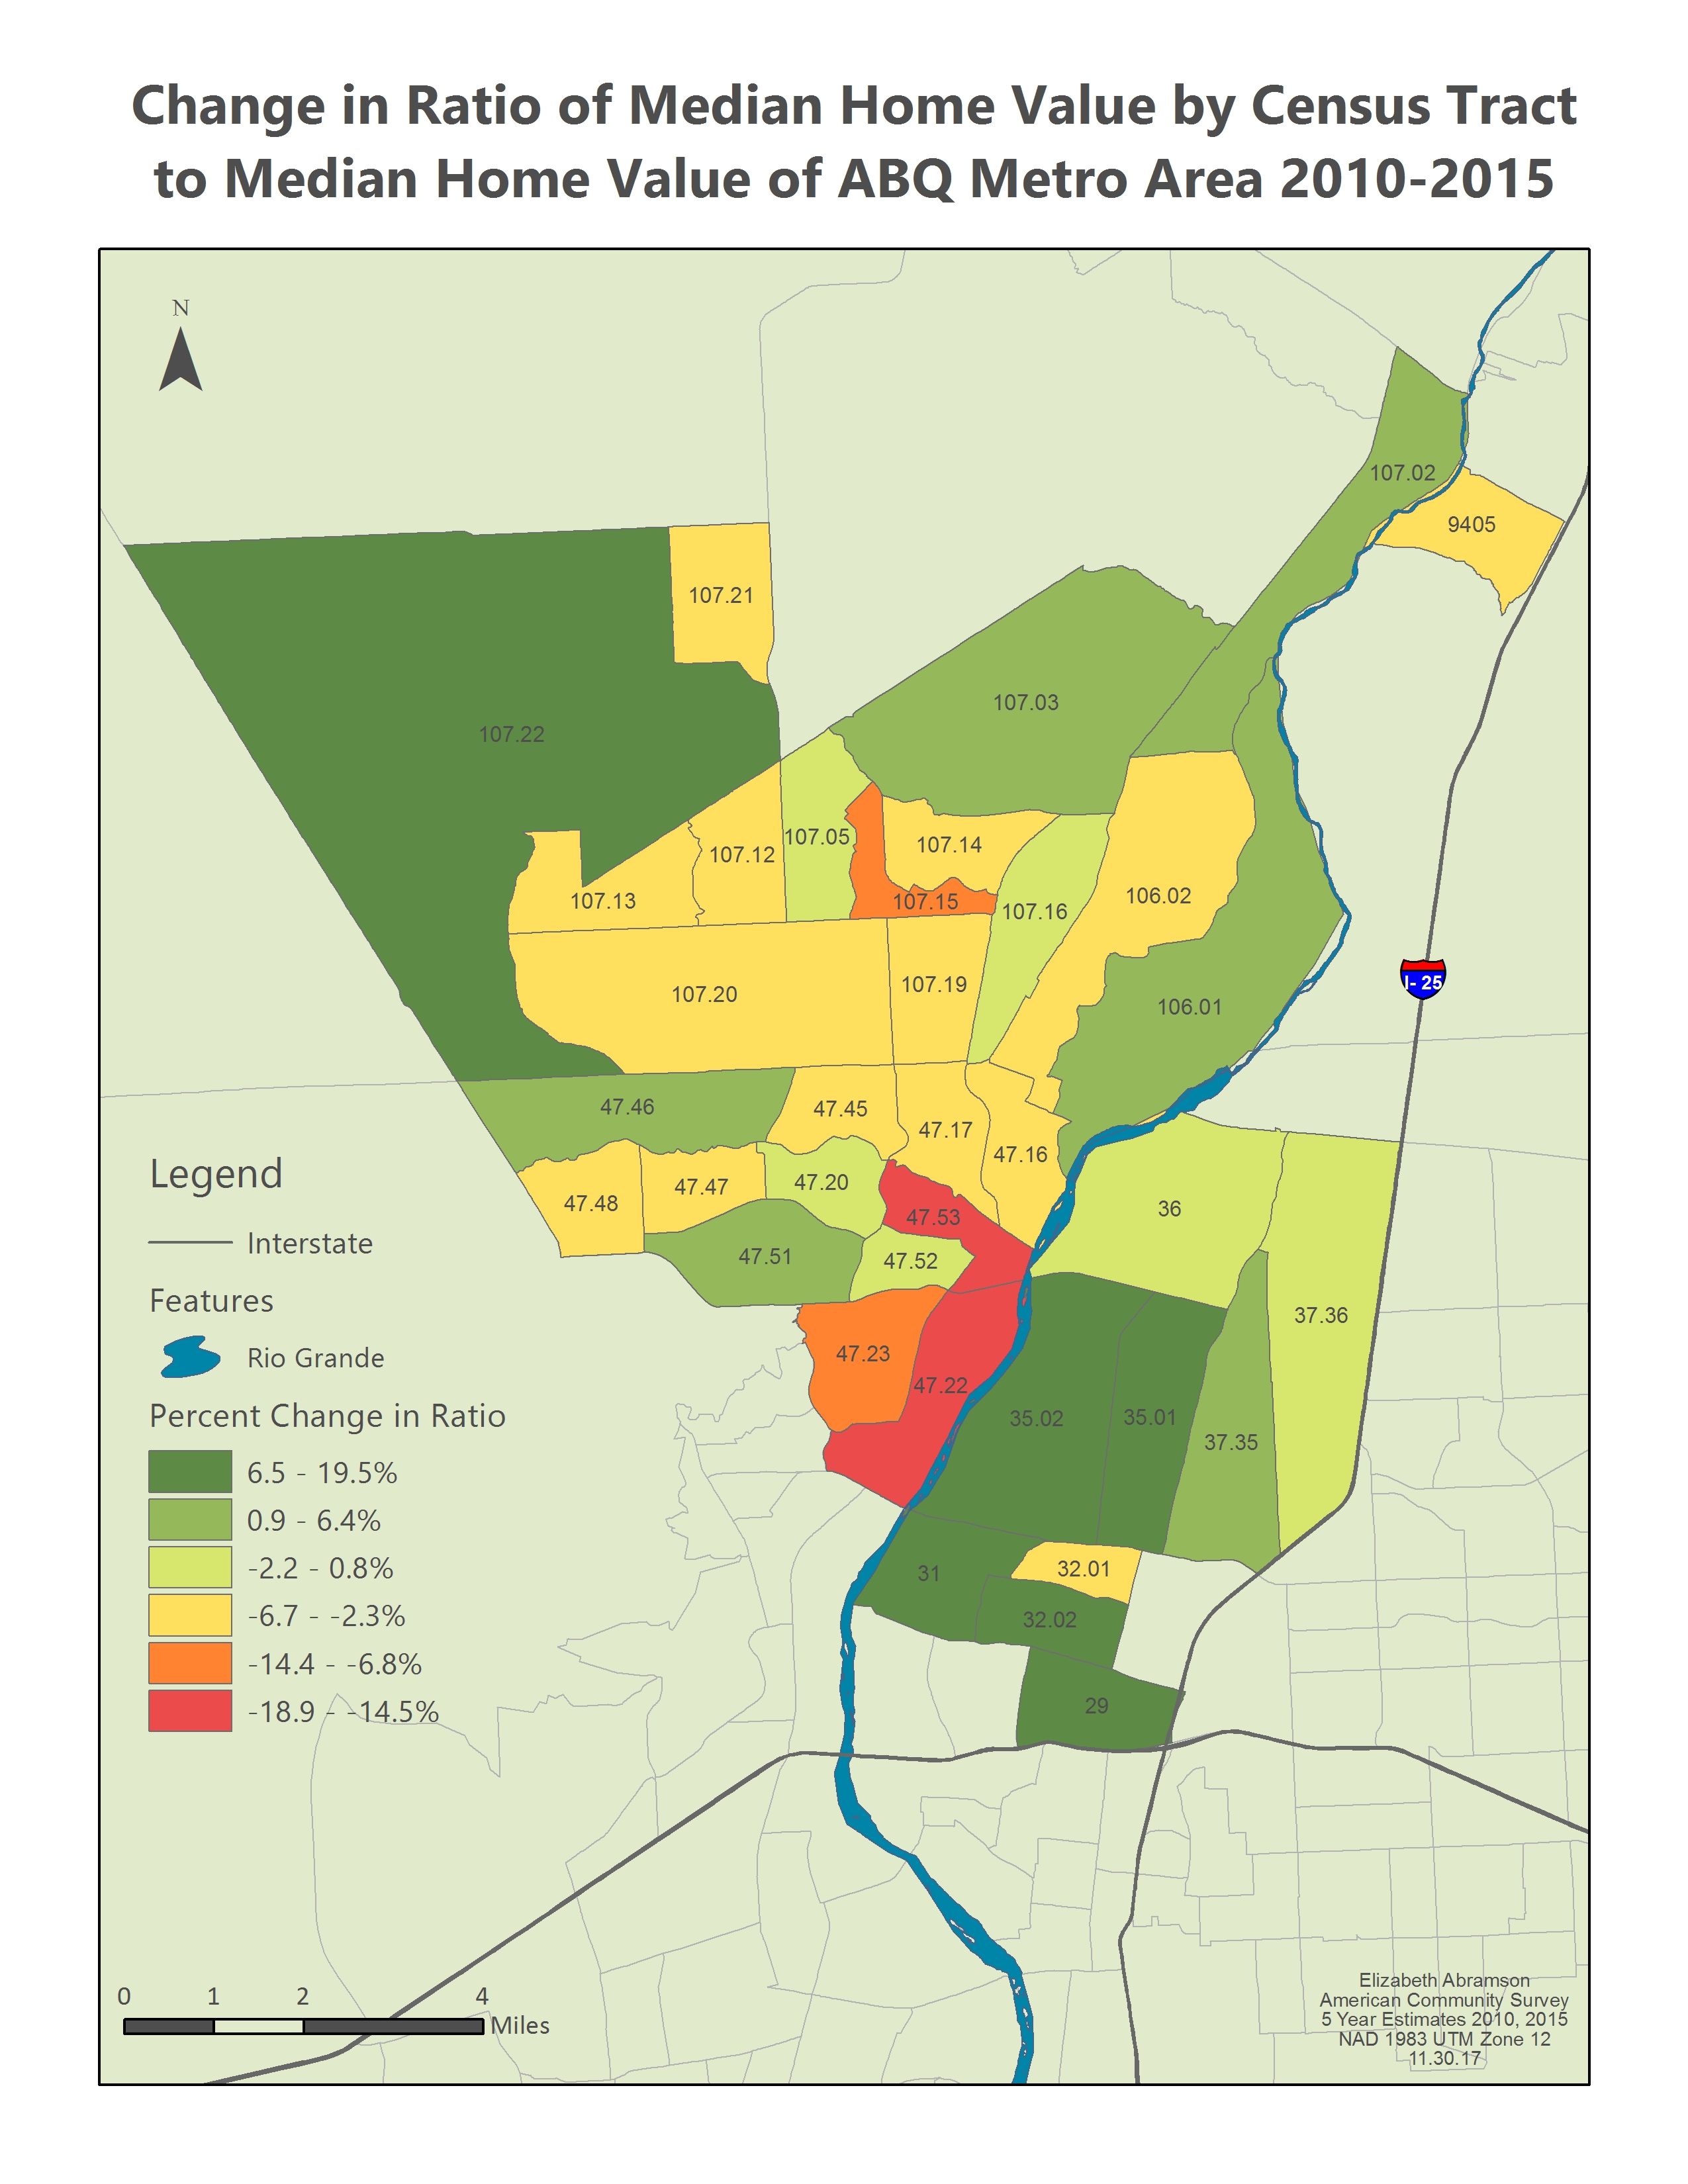 Change in Ratio of Median Home Value by Census Tract
to Median Home Value of ABQ Metro Area 2010-2015
N
107.02
9405
107.21
107.03
107.22
107.05
107.14
107.12
107.13
107.15
107.16
106.02
107.20
107.19
106.01
I- 25
47.46
47.45
47.17
47.16
47.48
47.47
47.20
47.53
36
47.51
47.52
37.36
47.23
47.22
35.02
35.01
37.35
31
32.01
32.02
29
Legend
Interstate
Features
Rio Grande
Percent Change in Ratio
6.5 - 19.5%
0.9 - 6.4%
-2.2 - 0.8%
-6.7 - -2.3%
-14.4 - -6.8%
-18.9 - -14.5%
0 1 2 4
Miles
Elizabeth Abramson
American Community Survey
5 Year Estimates 2010, 2015
NAD 1983 UTM Zone 12
11.30.17